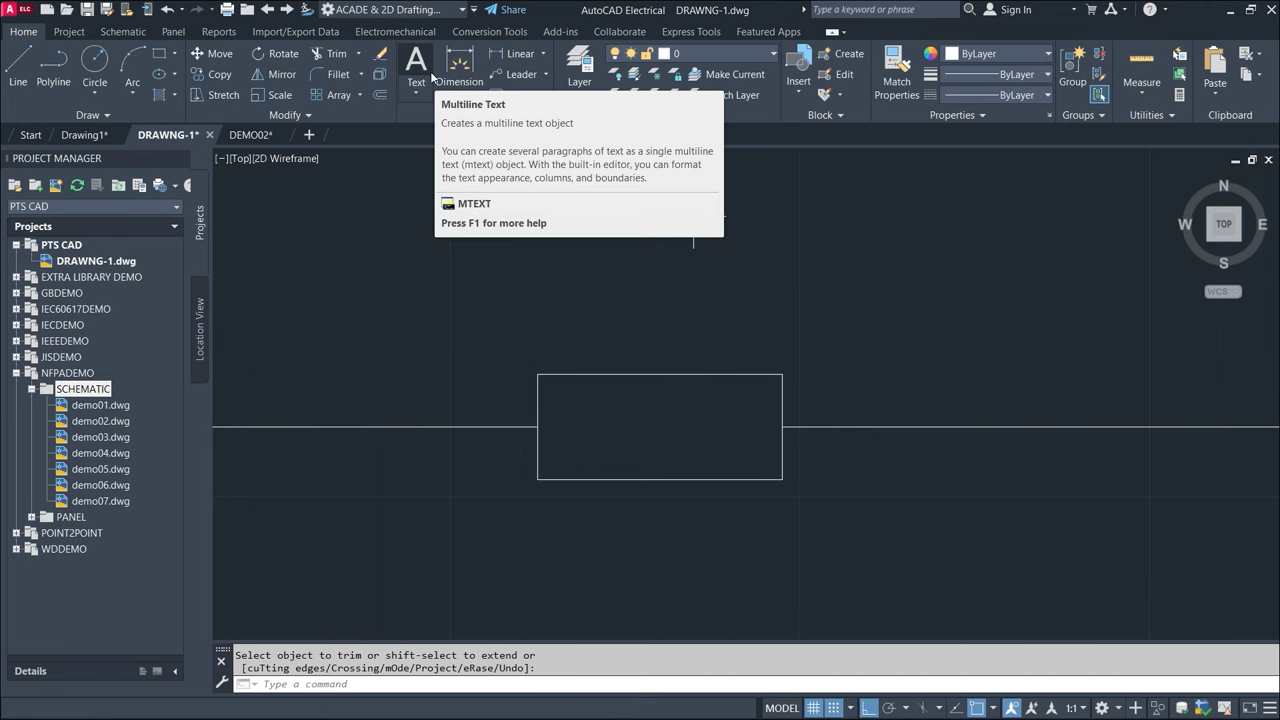 ELC
ACADE & 2D Drafting...
Share
AutoCAD Electrical DRAWNG-1.dwg
Type a keyword or phrase
Sign In
Home Project Schematic Panel Reports Import/Export Data Electromechanical Conversion Tools Add-ins Collaborate Express Tools Featured Apps
Line Polyline Circle Arc
Move Rotate Trim
Copy Mirror Fillet
Stretch Scale Array
Text Dimension
Linear
Leader
Layer
0
Make Current
ch Layer
Insert
Create
Edit
Match
Properties
ByLayer
ByLayer
ByLayer
Group
Measure
Paste
Draw Modify Block Properties Groups Utilities Clipboard
Start Drawing1* DRAWNG-1* DEMO02*
Multiline Text
Creates a multiline text object
You can create several paragraphs of text as a single multiline
text (mtext) object. With the built-in editor, you can format
the text appearance, columns, and boundaries.
MTEXT
Press F1 for more help
PROJECT MANAGER
PTS CAD
Projects
PTS CAD
DRAWNG-1.dwg
EXTRA LIBRARY DEMO
GBDEMO
IEC60617DEMO
IECDEMO
IEEEDEMO
JISDEMO
NFPADEMO
SCHEMATIC
demo01.dwg
demo02.dwg
demo03.dwg
demo04.dwg
demo05.dwg
demo06.dwg
demo07.dwg
PANEL
POINT2POINT
WDDEMO
Details
Projects
Location View
[−][Top][2D Wireframe]
N
W TOP E
S
WCS
Select object to trim or shift-select to extend or
[cuTting edges/Crossing/mOde/Project/eRase/Undo]:
Type a command
MODEL
1:1